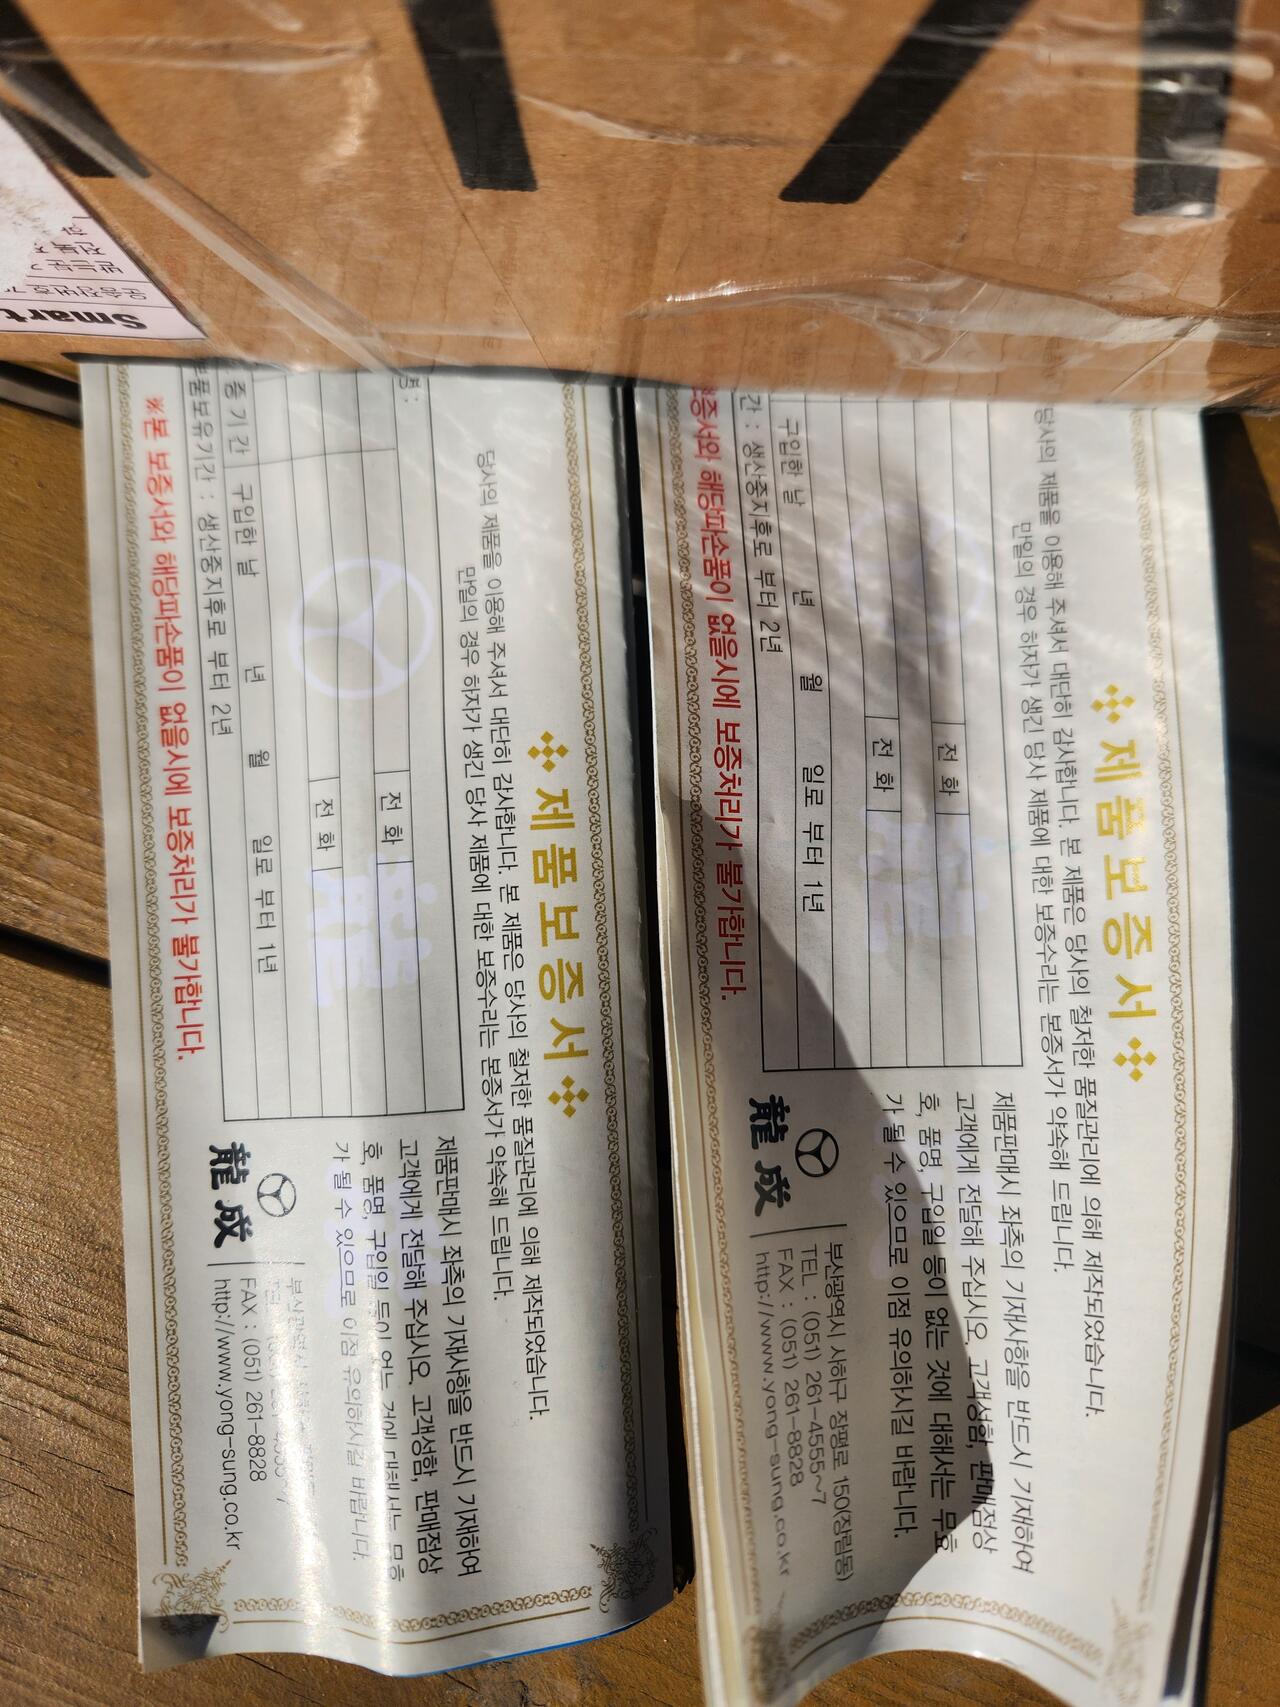 Smart
운송장번호
받는분
❖제품보증서❖
당사의 제품을 이용해 주셔서 대단히 감사합니다. 본 제품은 당사의 철저한 품질관리에 의해 제작되었습니다.
만일의 경우 하자가 생긴 당사 제품에 대한 보증수리는 본보증서가 약속해 드립니다.
전 화
전 화
증 기 간
구입한 날 년 월 일로 부터 1년
품보유기간 : 생산중지후로 부터 2년
※본 보증서와 해당파손품이 없을시에 보증처리가 불가합니다.
제품판매시 좌측의 기재사항을 반드시 기재하여
고객에게 전달해 주십시오. 고객성함, 판매점상
호, 품명, 구입일 등이 없는 것에 대해서는 무효
가 될 수 있으므로 이점 유의하시길 바랍니다.
龍成
부산광역시
FAX : (051) 261-8828
http://www.yong-sung.co.kr
❖제품보증서❖
당사의 제품을 이용해 주셔서 대단히 감사합니다. 본 제품은 당사의 철저한 품질관리에 의해 제작되었습니다.
만일의 경우 하자가 생긴 당사 제품에 대한 보증수리는 본보증서가 약속해 드립니다.
전 화
전 화
구입한 날 년 월 일로 부터 1년
간 : 생산중지후로 부터 2년
보증서와 해당파손품이 없을시에 보증처리가 불가합니다.
제품판매시 좌측의 기재사항을 반드시 기재하여
고객에게 전달해 주십시오. 고객성함, 판매점상
호, 품명, 구입일 등이 없는 것에 대해서는 무효
가 될 수 있으므로 이점 유의하시길 바랍니다.
龍成
부산광역시 사하구 장평로 150(장림동)
TEL : (051) 261-4555~7
FAX : (051) 261-8828
http://www.yong-sung.co.kr